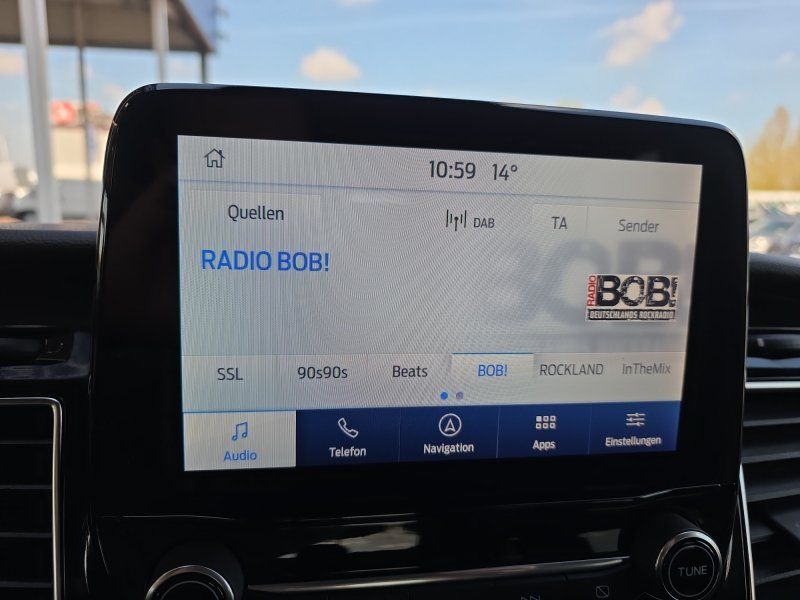 10:59 14°
Quellen DAB TA Sender
RADIO BOB!
RADIO BOB!
DEUTSCHLANDS ROCKRADIO
SSL 90s90s Beats BOB! ROCKLAND InTheMix
Audio Telefon Navigation Apps Einstellungen
TUNE